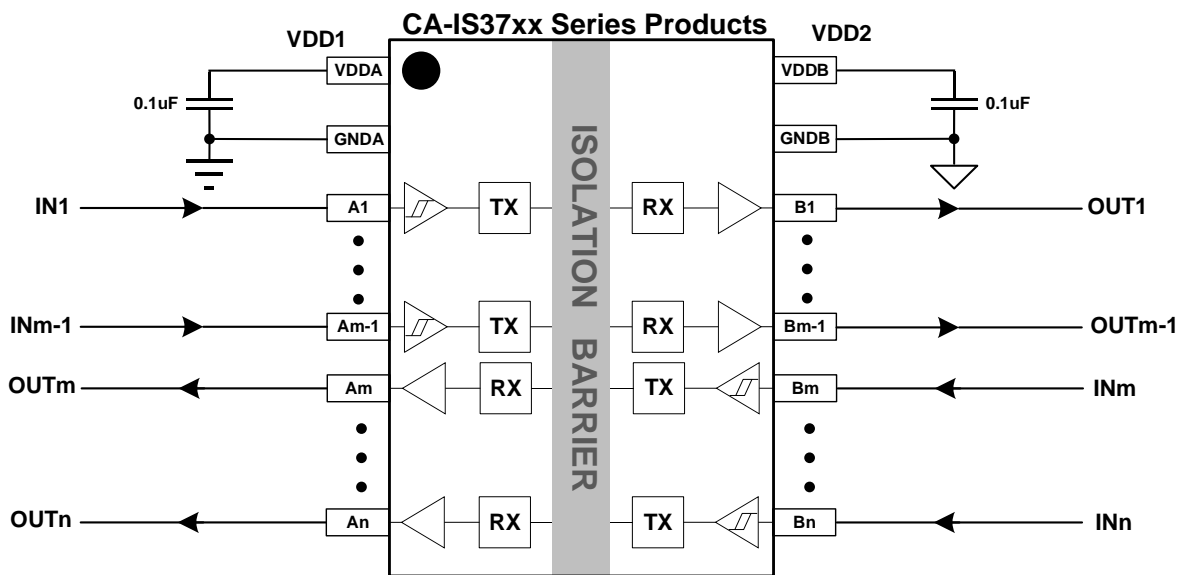 CA-IS37xx Series Products
VDD1
VDD2
VDDA
VDDB
0.1uF
0.1uF
GNDA
GNDB
ISOLATION BARRIER
IN1
A1
TX
RX
B1
OUT1
INm-1
Am-1
TX
RX
Bm-1
OUTm-1
OUTm
Am
RX
TX
Bm
INm
OUTn
An
RX
TX
Bn
INn